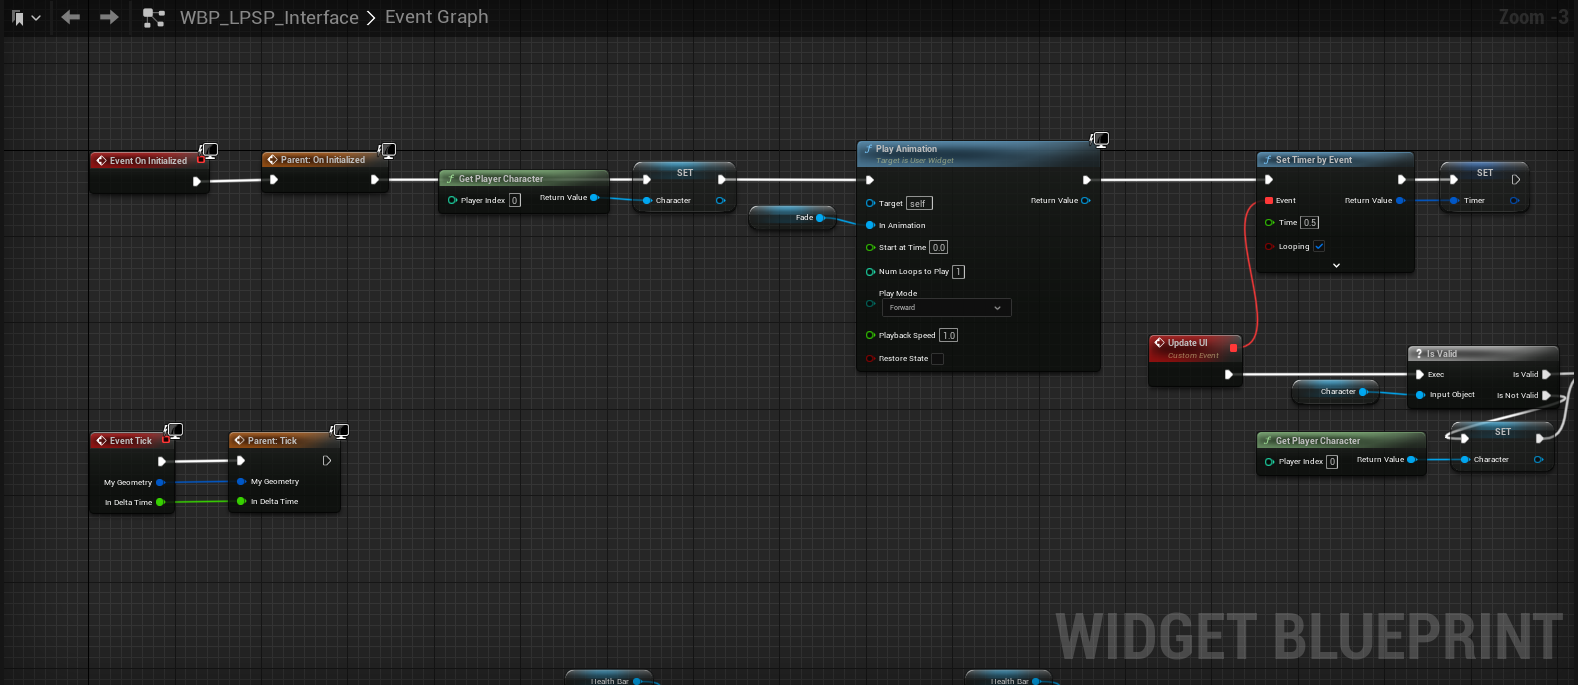 WBP_LPSP_Interface > Event Graph
Zoom -3
Event On Initialized
Parent: On Initialized
Get Player Character
Player Index 0
Return Value
SET
Character
Fade
Play Animation
Target is User Widget
Target self
Return Value
In Animation
Start at Time 0.0
Num Loops to Play 1
Play Mode
Forward
Playback Speed 1.0
Restore State
Set Timer by Event
Event
Return Value
Time 0.5
Looping
SET
Timer
Update UI
Custom Event
Character
? Is Valid
Exec
Is Valid
Input Object
Is Not Valid
Get Player Character
Player Index 0
Return Value
SET
Character
Event Tick
My Geometry
In Delta Time
Parent: Tick
My Geometry
In Delta Time
WIDGET BLUEPRINT
Health Bar
Health Bar